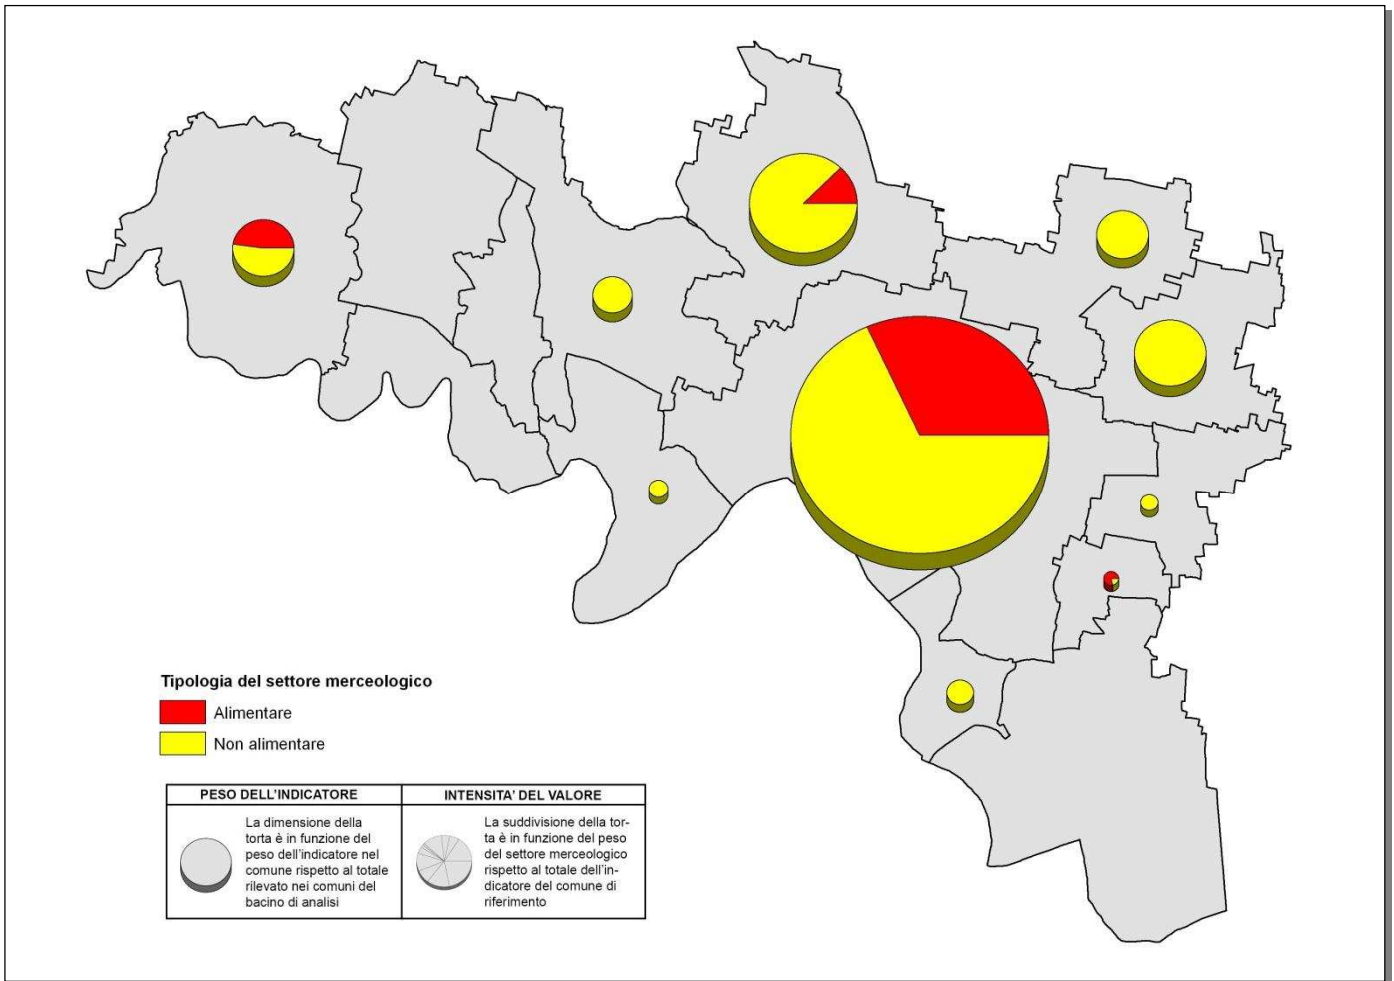 Tipologia del settore merceologico
Alimentare
Non alimentare
PESO DELL'INDICATORE
La dimensione della
torta è in funzione del
peso dell'indicatore nel
comune rispetto al totale
rilevato nei comuni del
bacino di analisi
INTENSITA' DEL VALORE
La suddivisione della tor-
ta è in funzione del peso
del settore merceologico
rispetto al totale dell'in-
dicatore del comune di
riferimento